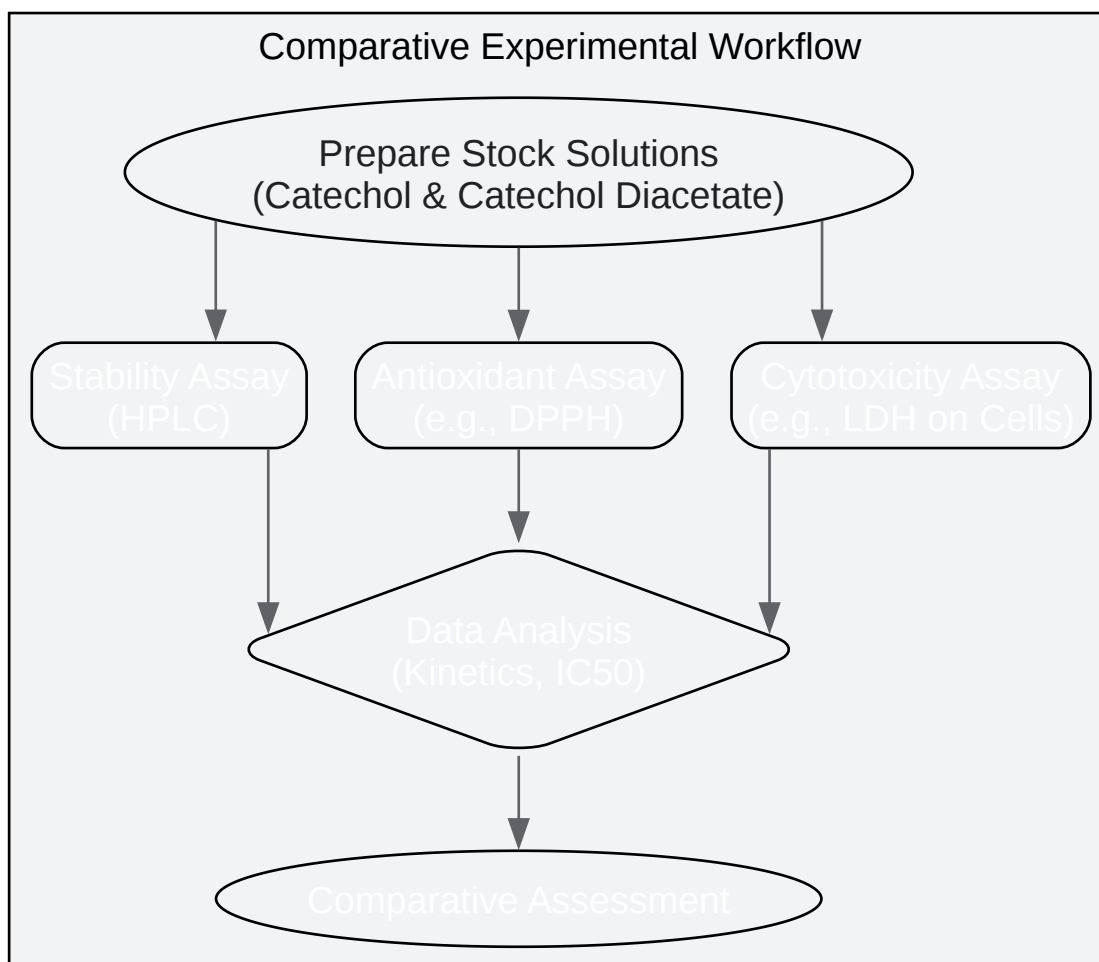 Comparative Experimental Workflow
Prepare Stock Solutions
(Catechol & Catechol Diacetate)
Stability Assay
(HPLC)
Antioxidant Assay
(e.g., DPPH)
Cytotoxicity Assay
(e.g., LDH on Cells)
Data Analysis
(Kinetics, IC50)
Comparative Assessment